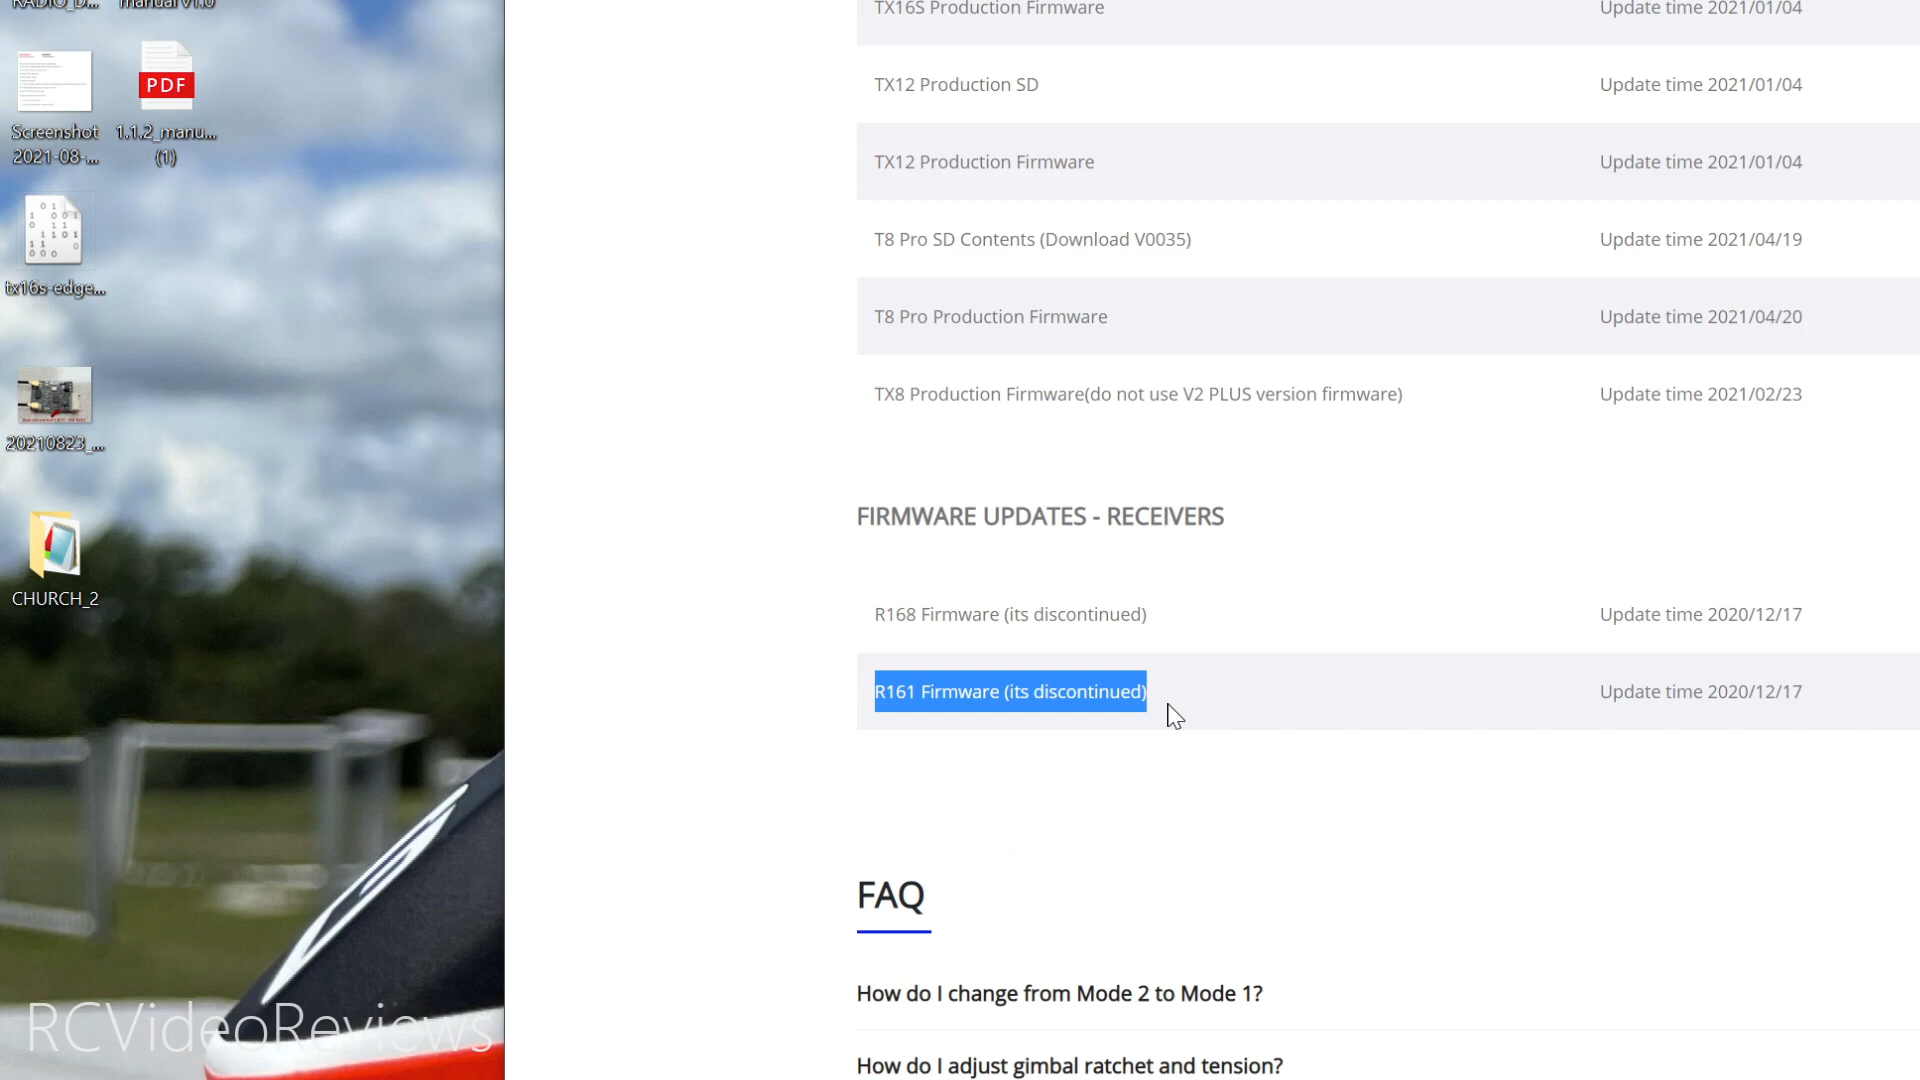 RADIO_D...
manual v1.0
PDF
Screenshot
2021-08-...
1.1.2_manu...
(1)
tx16s-edge...
20210823_...
CHURCH_2
RCVideoReviews
TX16S Production Firmware
Update time 2021/01/04
TX12 Production SD
Update time 2021/01/04
TX12 Production Firmware
Update time 2021/01/04
T8 Pro SD Contents (Download V0035)
Update time 2021/04/19
T8 Pro Production Firmware
Update time 2021/04/20
TX8 Production Firmware(do not use V2 PLUS version firmware)
Update time 2021/02/23
FIRMWARE UPDATES - RECEIVERS
R168 Firmware (its discontinued)
Update time 2020/12/17
R161 Firmware (its discontinued)
Update time 2020/12/17
FAQ
How do I change from Mode 2 to Mode 1?
How do I adjust gimbal ratchet and tension?